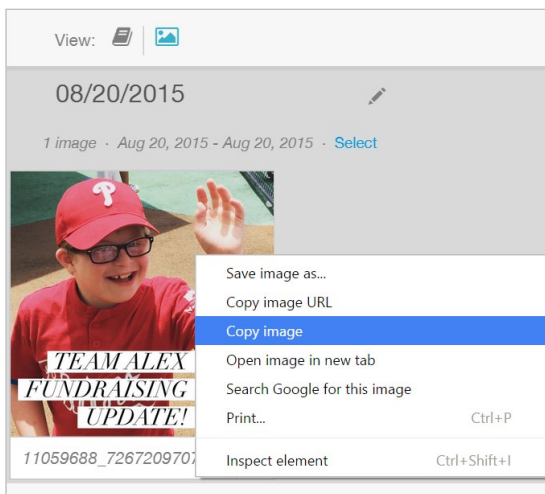 View:
08/20/2015
1 image · Aug 20, 2015 - Aug 20, 2015 · Select
P
Save image as...
Copy image URL
Copy image
Open image in new tab
Search Google for this image
Print... Ctrl+P
Inspect element Ctrl+Shift+I
TEAM ALEX
FUNDRAISING
UPDATE!